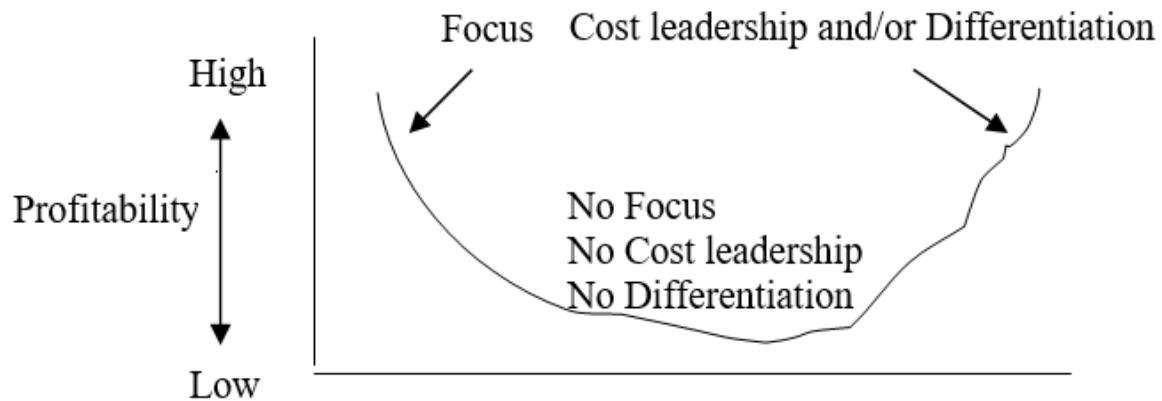 Focus
Cost leadership and/or Differentiation
High
Profitability
No Focus
No Cost leadership
No Differentiation
Low